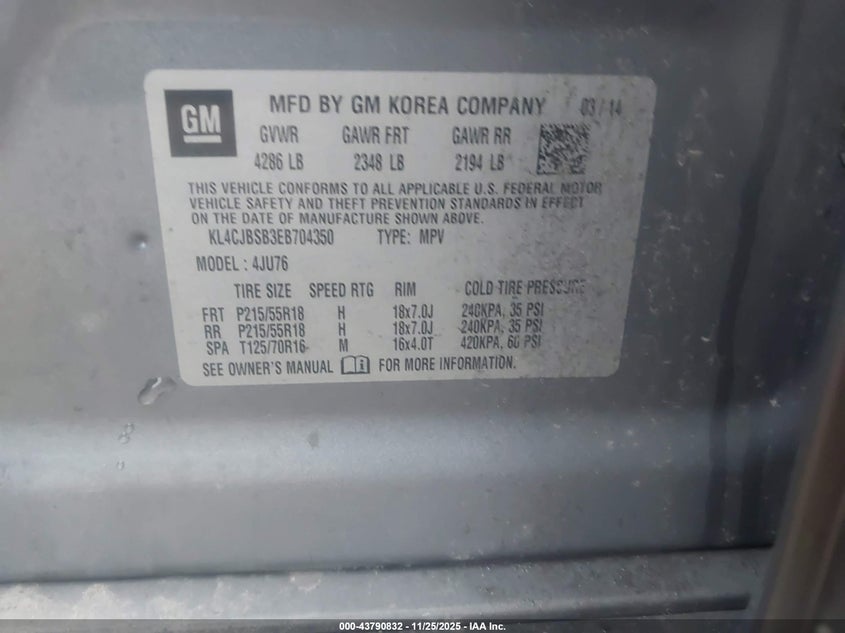 GM
MFD BY GM KOREA COMPANY 03/14
GVWR GAWR FRT GAWR RR
4286 LB 2348 LB 2194 LB
THIS VEHICLE CONFORMS TO ALL APPLICABLE U.S. FEDERAL MOTOR
VEHICLE SAFETY AND THEFT PREVENTION STANDARDS IN EFFECT
ON THE DATE OF MANUFACTURE SHOWN ABOVE.
KL4CJBSB3EB704350 TYPE: MPV
MODEL : 4JU76
TIRE SIZE SPEED RTG RIM COLD TIRE PRESSURE
FRT P215/55R18 H 18x7.0J 240KPA, 35 PSI
RR P215/55R18 H 18x7.0J 240KPA, 35 PSI
SPA T125/70R16 M 16x4.0T 420KPA, 60 PSI
SEE OWNER'S MANUAL FOR MORE INFORMATION.
000-43790832 - 11/25/2025 - IAA Inc.